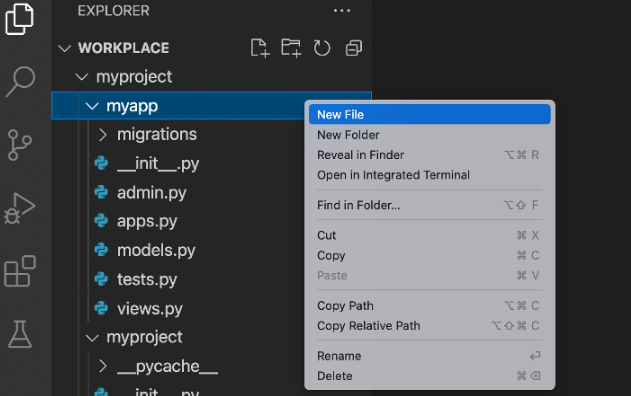 EXPLORER
WORKPLACE
myproject
myapp
migrations
__init__.py
admin.py
apps.py
models.py
tests.py
views.py
myproject
__pycache__
__init__.py
New File
New Folder
Reveal in Finder ⌥⌘ R
Open in Integrated Terminal
Find in Folder... ⌥⇧ F
Cut ⌘ X
Copy ⌘ C
Paste ⌘ V
Copy Path ⌥⌘ C
Copy Relative Path ⌥⇧⌘ C
Rename ⏎
Delete ⌘⌫